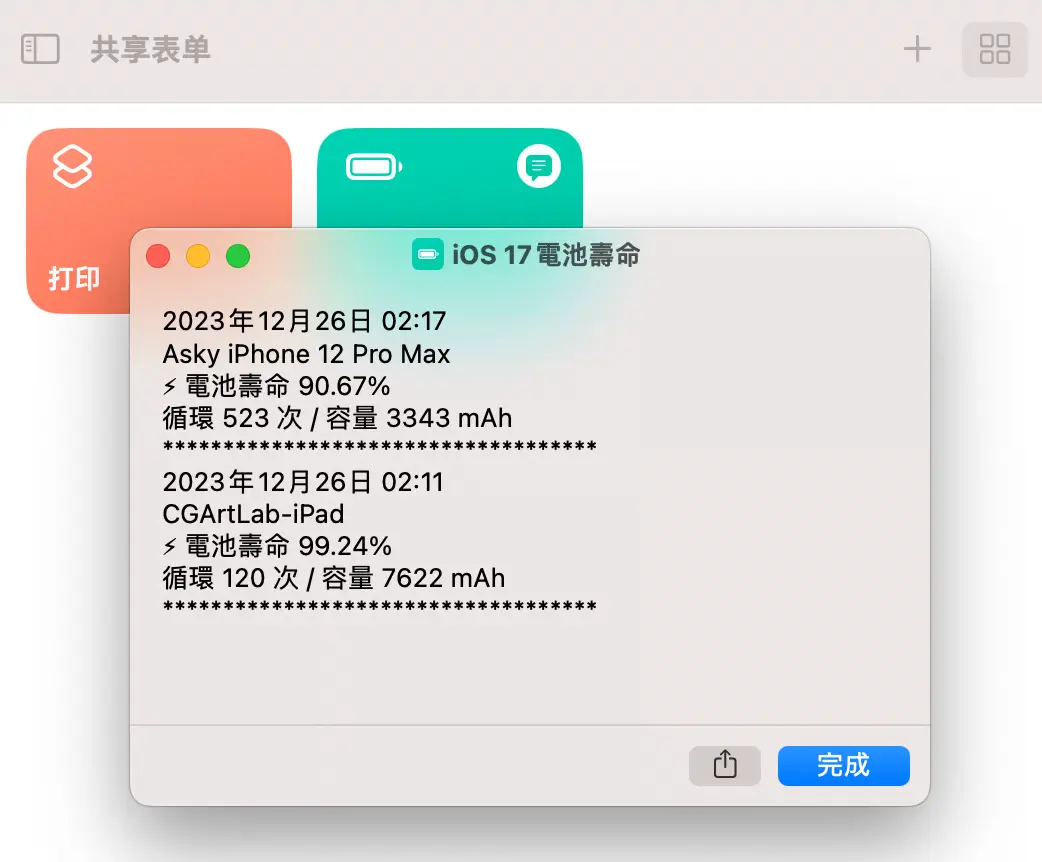 共享表单
打印
iOS 17電池壽命
2023年12月26日 02:17
Asky iPhone 12 Pro Max
⚡︎ 電池壽命 90.67%
循環 523 次 / 容量 3343 mAh
************************************
2023年12月26日 02:11
CGArtLab-iPad
⚡︎ 電池壽命 99.24%
循環 120 次 / 容量 7622 mAh
************************************
完成